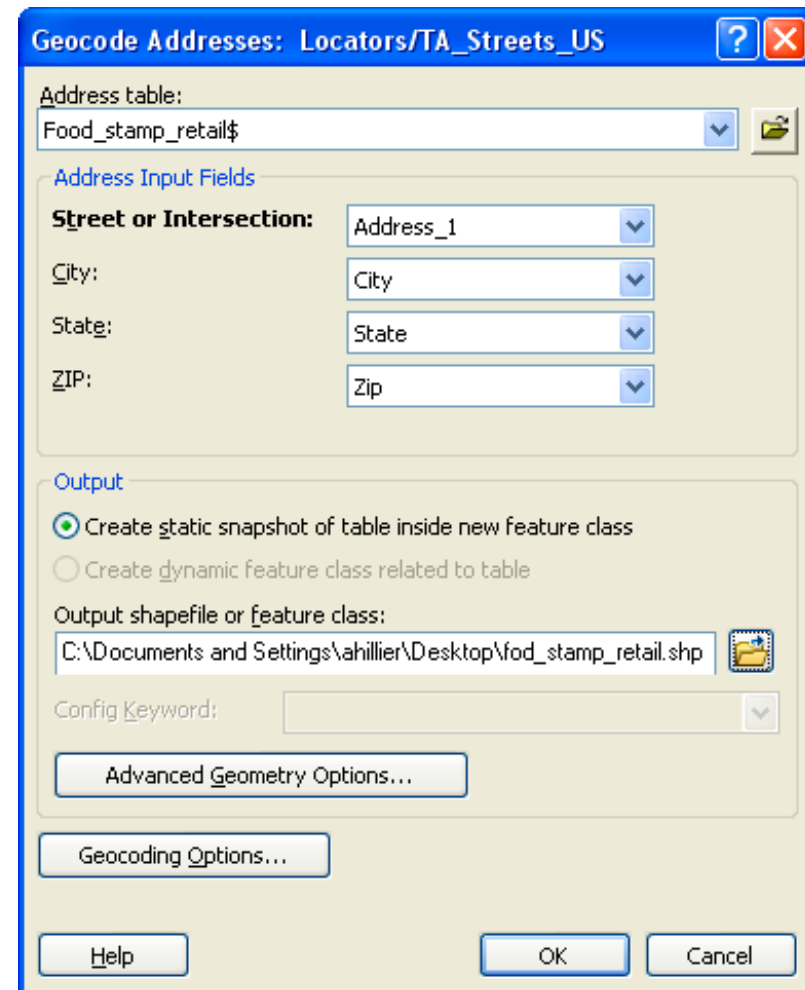 Geocode Addresses: Locators/TA_Streets_US
Address table:
Food_stamp_retail$
Address Input Fields
Street or Intersection:
Address_1
City:
City
State:
State
ZIP:
Zip
Output
Create static snapshot of table inside new feature class
Create dynamic feature class related to table
Output shapefile or feature class:
C:\Documents and Settings\ahillier\Desktop\fod_stamp_retail.shp
Config Keyword:
Advanced Geometry Options...
Geocoding Options...
Help
OK
Cancel